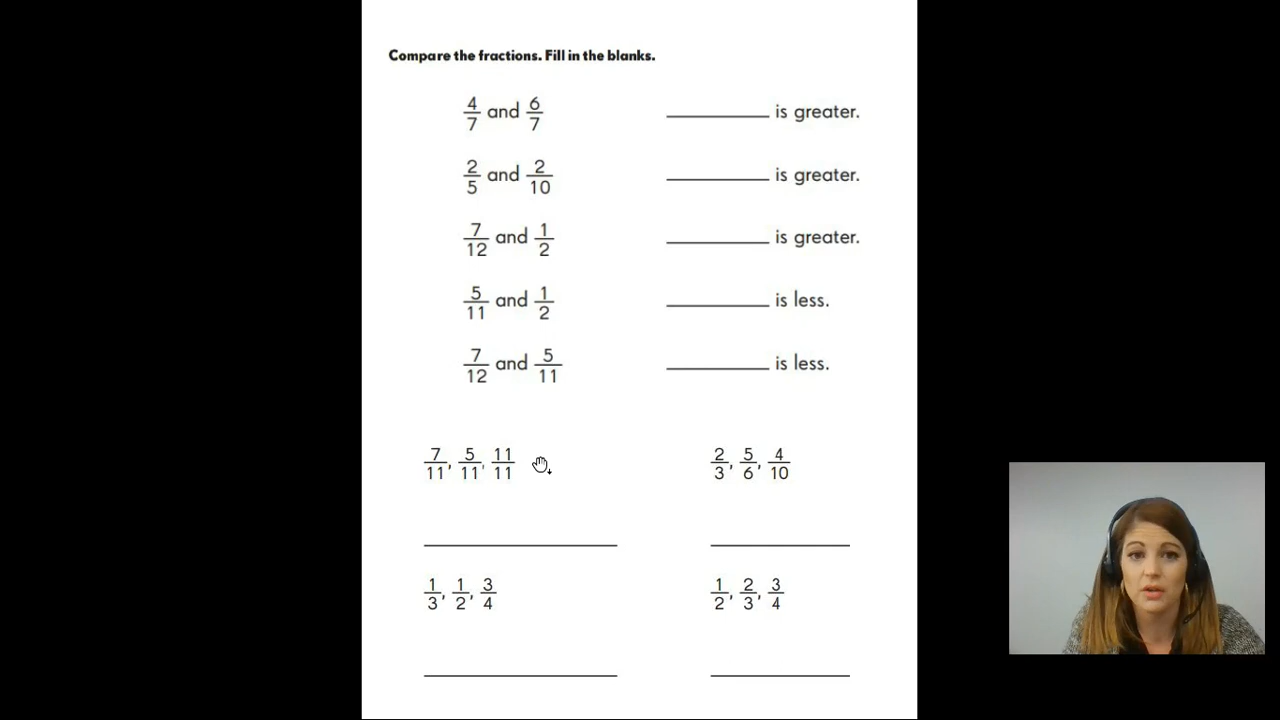 Compare the fractions. Fill in the blanks.
4/7 and 6/7 ________ is greater.
2/5 and 2/10 ________ is greater.
7/12 and 1/2 ________ is greater.
5/11 and 1/2 ________ is less.
7/12 and 5/11 ________ is less.
7/11, 5/11, 11/11
2/3, 5/6, 4/10
1/3, 1/2, 3/4
1/2, 2/3, 3/4